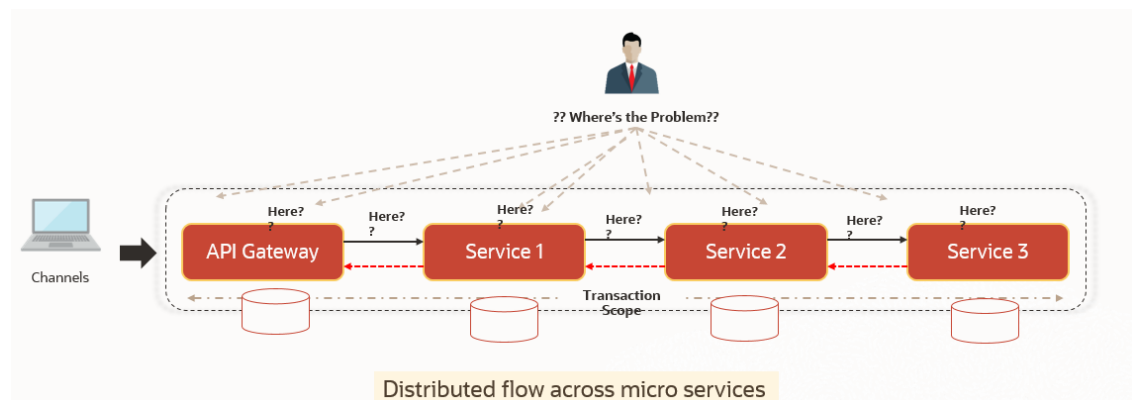 ?? Where's the Problem??
Here?
?
Here?
?
Here?
?
Here?
?
Here?
?
Here?
?
Here?
?
API Gateway
Service 1
Service 2
Service 3
Channels
Transaction
Scope
Distributed flow across micro services